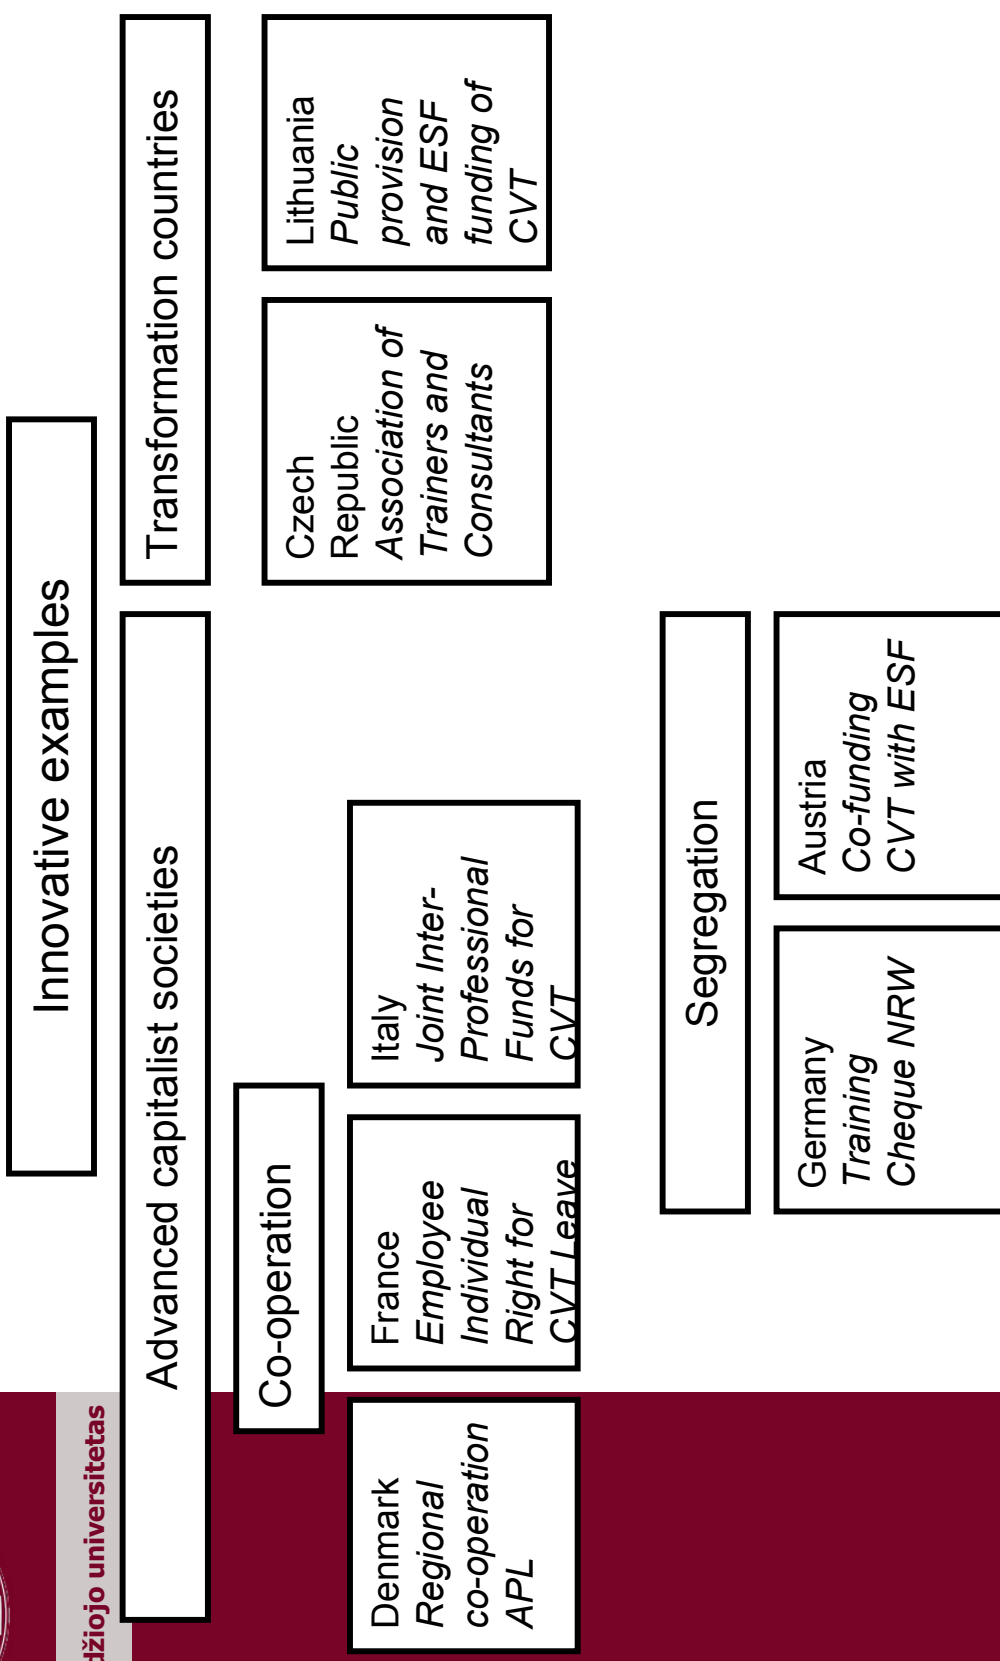 džiojo universitetas
Innovative examples
Advanced capitalist societies
Transformation countries
Co-operation
Denmark
Regional
co-operation
APL
France
Employee
Individual
Right for
CVT Leave
Italy
Joint Inter-
Professional
Funds for
CVT
Czech
Republic
Association of
Trainers and
Consultants
Lithuania
Public
provision
and ESF
funding of
CVT
Segregation
Germany
Training
Cheque NRW
Austria
Co-funding
CVT with ESF